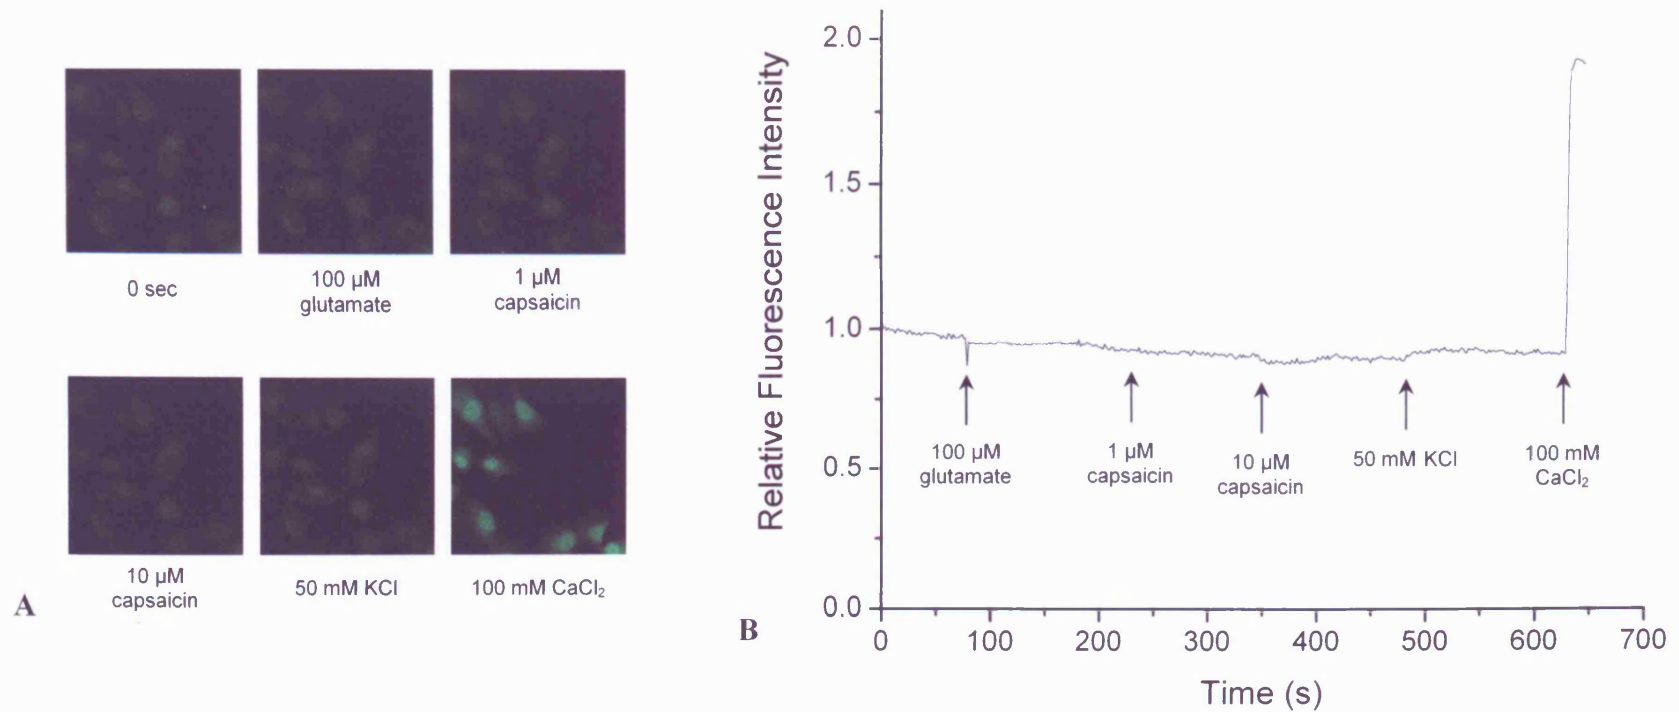 0 sec
100 µM
glutamate
1 µM
capsaicin
10 µM
capsaicin
50 mM KCl
100 mM CaCl₂
A
Relative Fluorescence Intensity
2.0
1.5
1.0
0.5
0.0
100 µM
glutamate
1 µM
capsaicin
10 µM
capsaicin
50 mM KCl
100 mM
CaCl₂
0 100 200 300 400 500 600 700
Time (s)
B